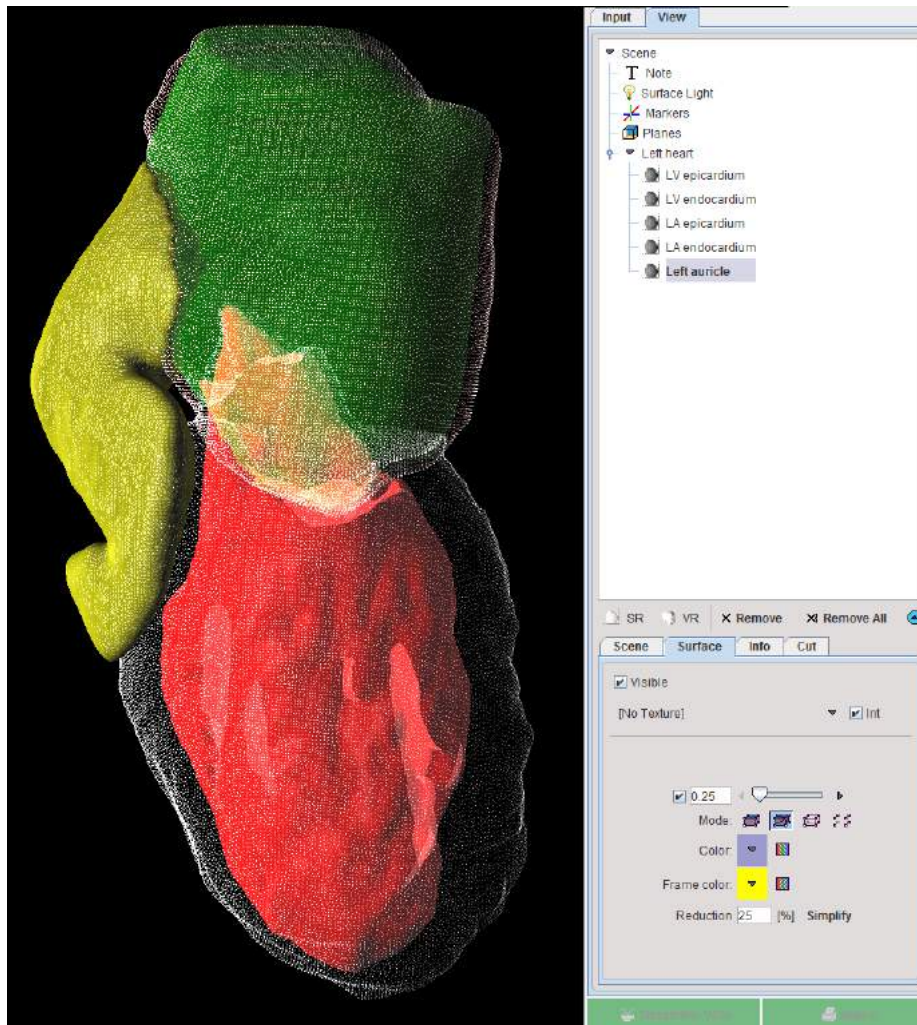 Input View
Scene
T Note
Surface Light
Markers
Planes
Left heart
LV epicardium
LV endocardium
LA epicardium
LA endocardium
Left auricle
SR VR X Remove Remove All
Scene Surface Info Cut
Visible
[No Texture] Int
0.25
Mode:
Color:
Frame color:
Reduction 25 [%] Simplify